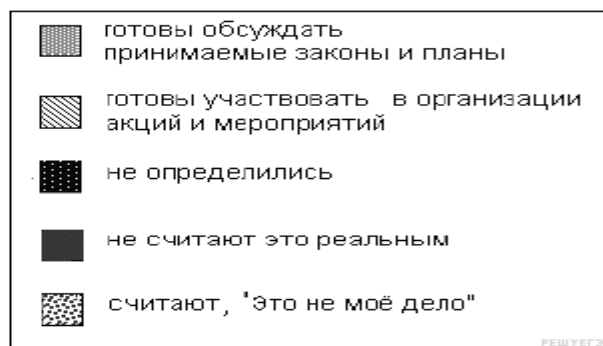 готовы обсуждать
принимаемые законы и планы
готовы участвовать в организации
акций и мероприятий
не определились
не считают это реальным
считают, "Это не моё дело"
РЕШУЕГЭ